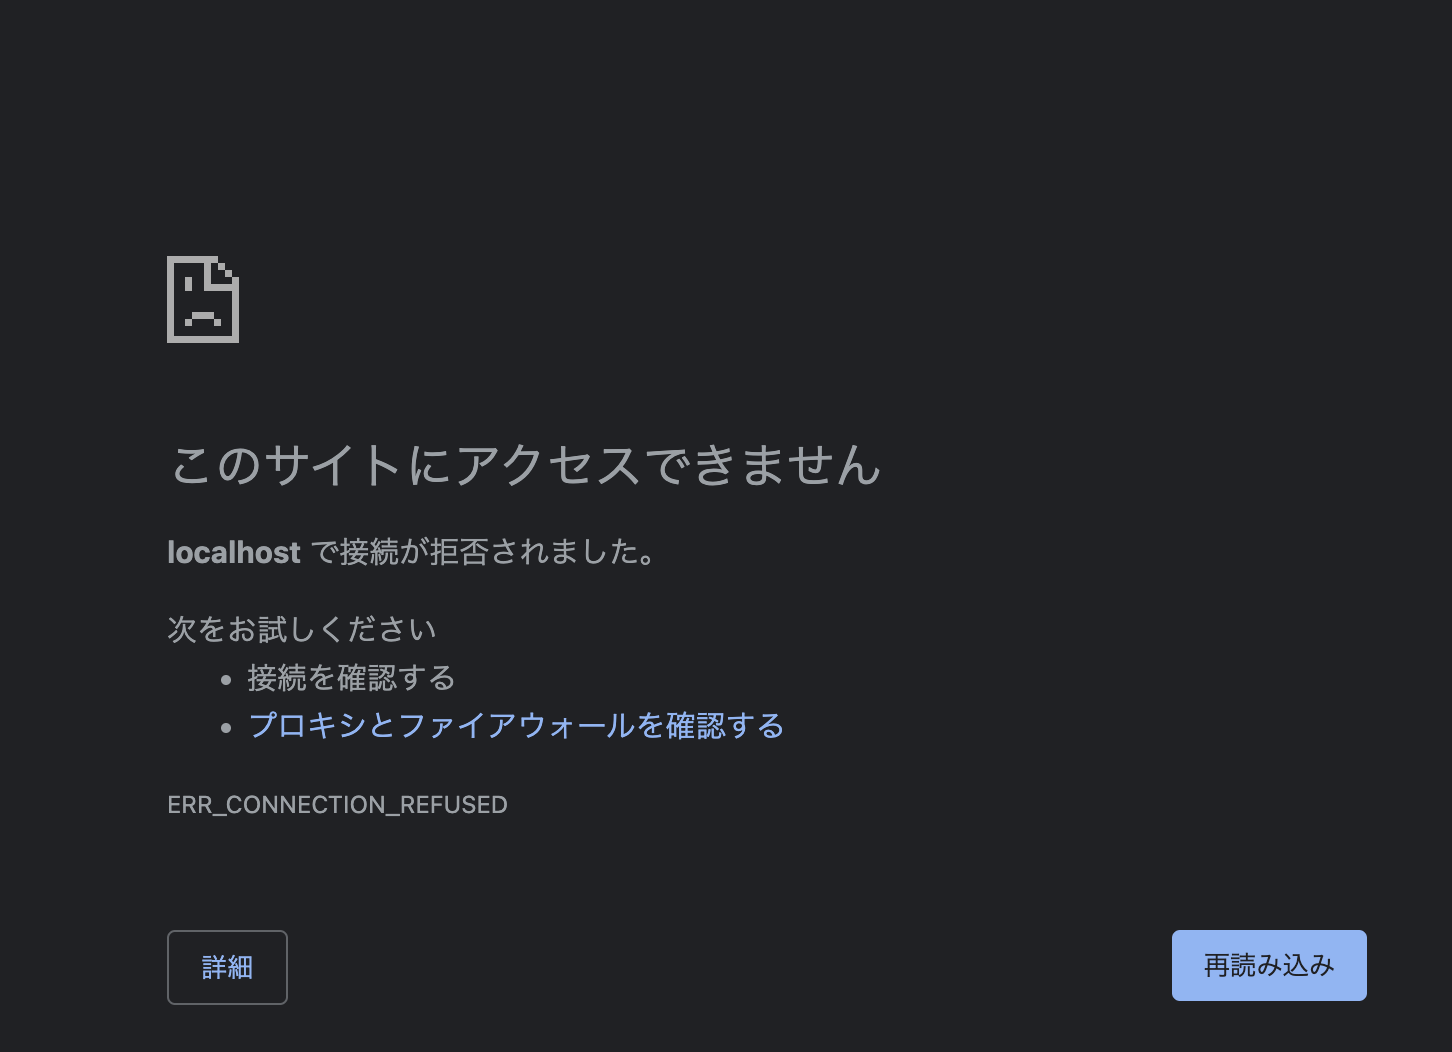 このサイトにアクセスできません
localhost で接続が拒否されました。
次をお試しください
接続を確認する
プロキシとファイアウォールを確認する
ERR_CONNECTION_REFUSED
詳細
再読み込み